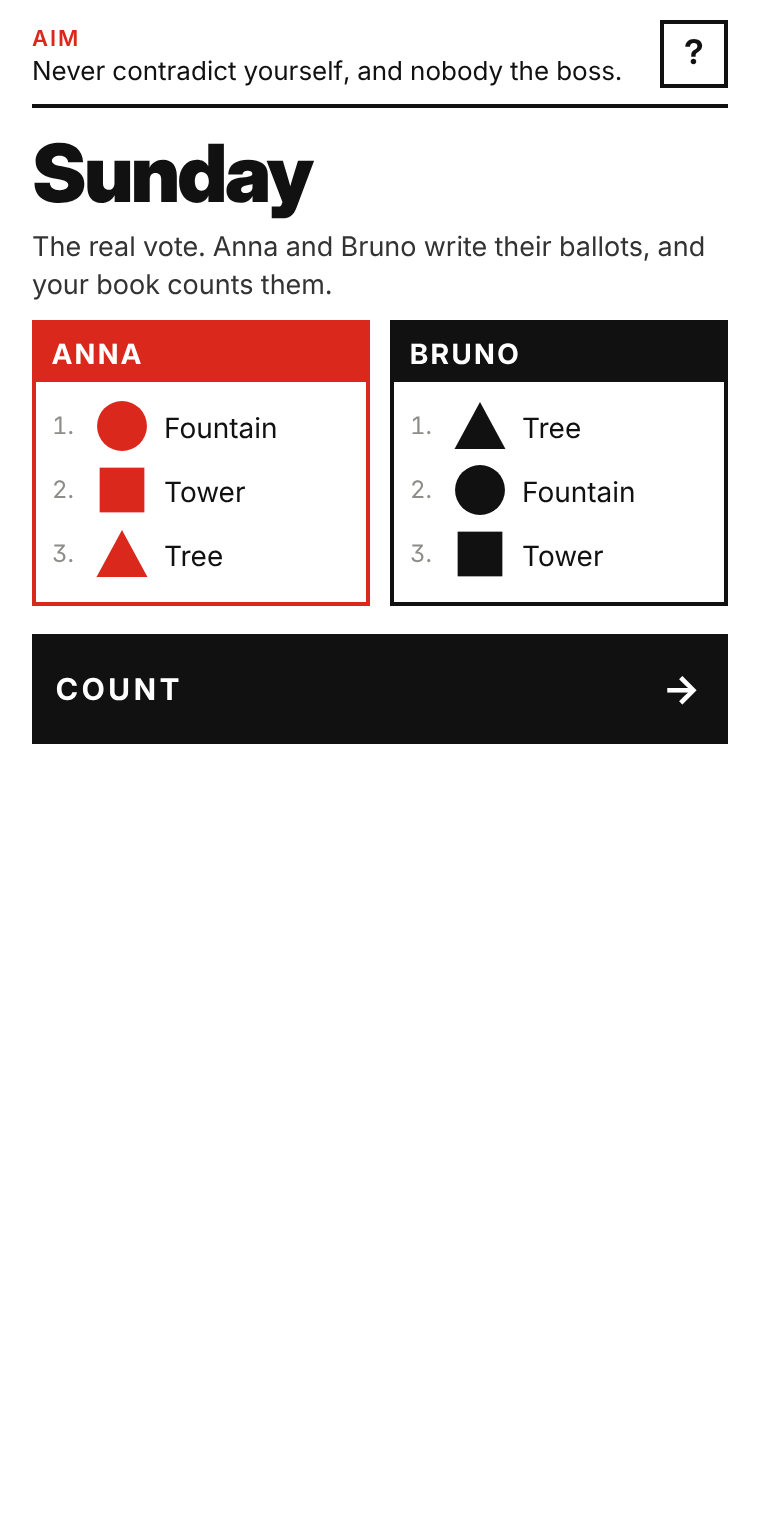 AIM
Never contradict yourself, and nobody the boss.
?
Sunday
The real vote. Anna and Bruno write their ballots, and
your book counts them.
ANNA
1. Fountain
2. Tower
3. Tree
BRUNO
1. Tree
2. Fountain
3. Tower
COUNT →